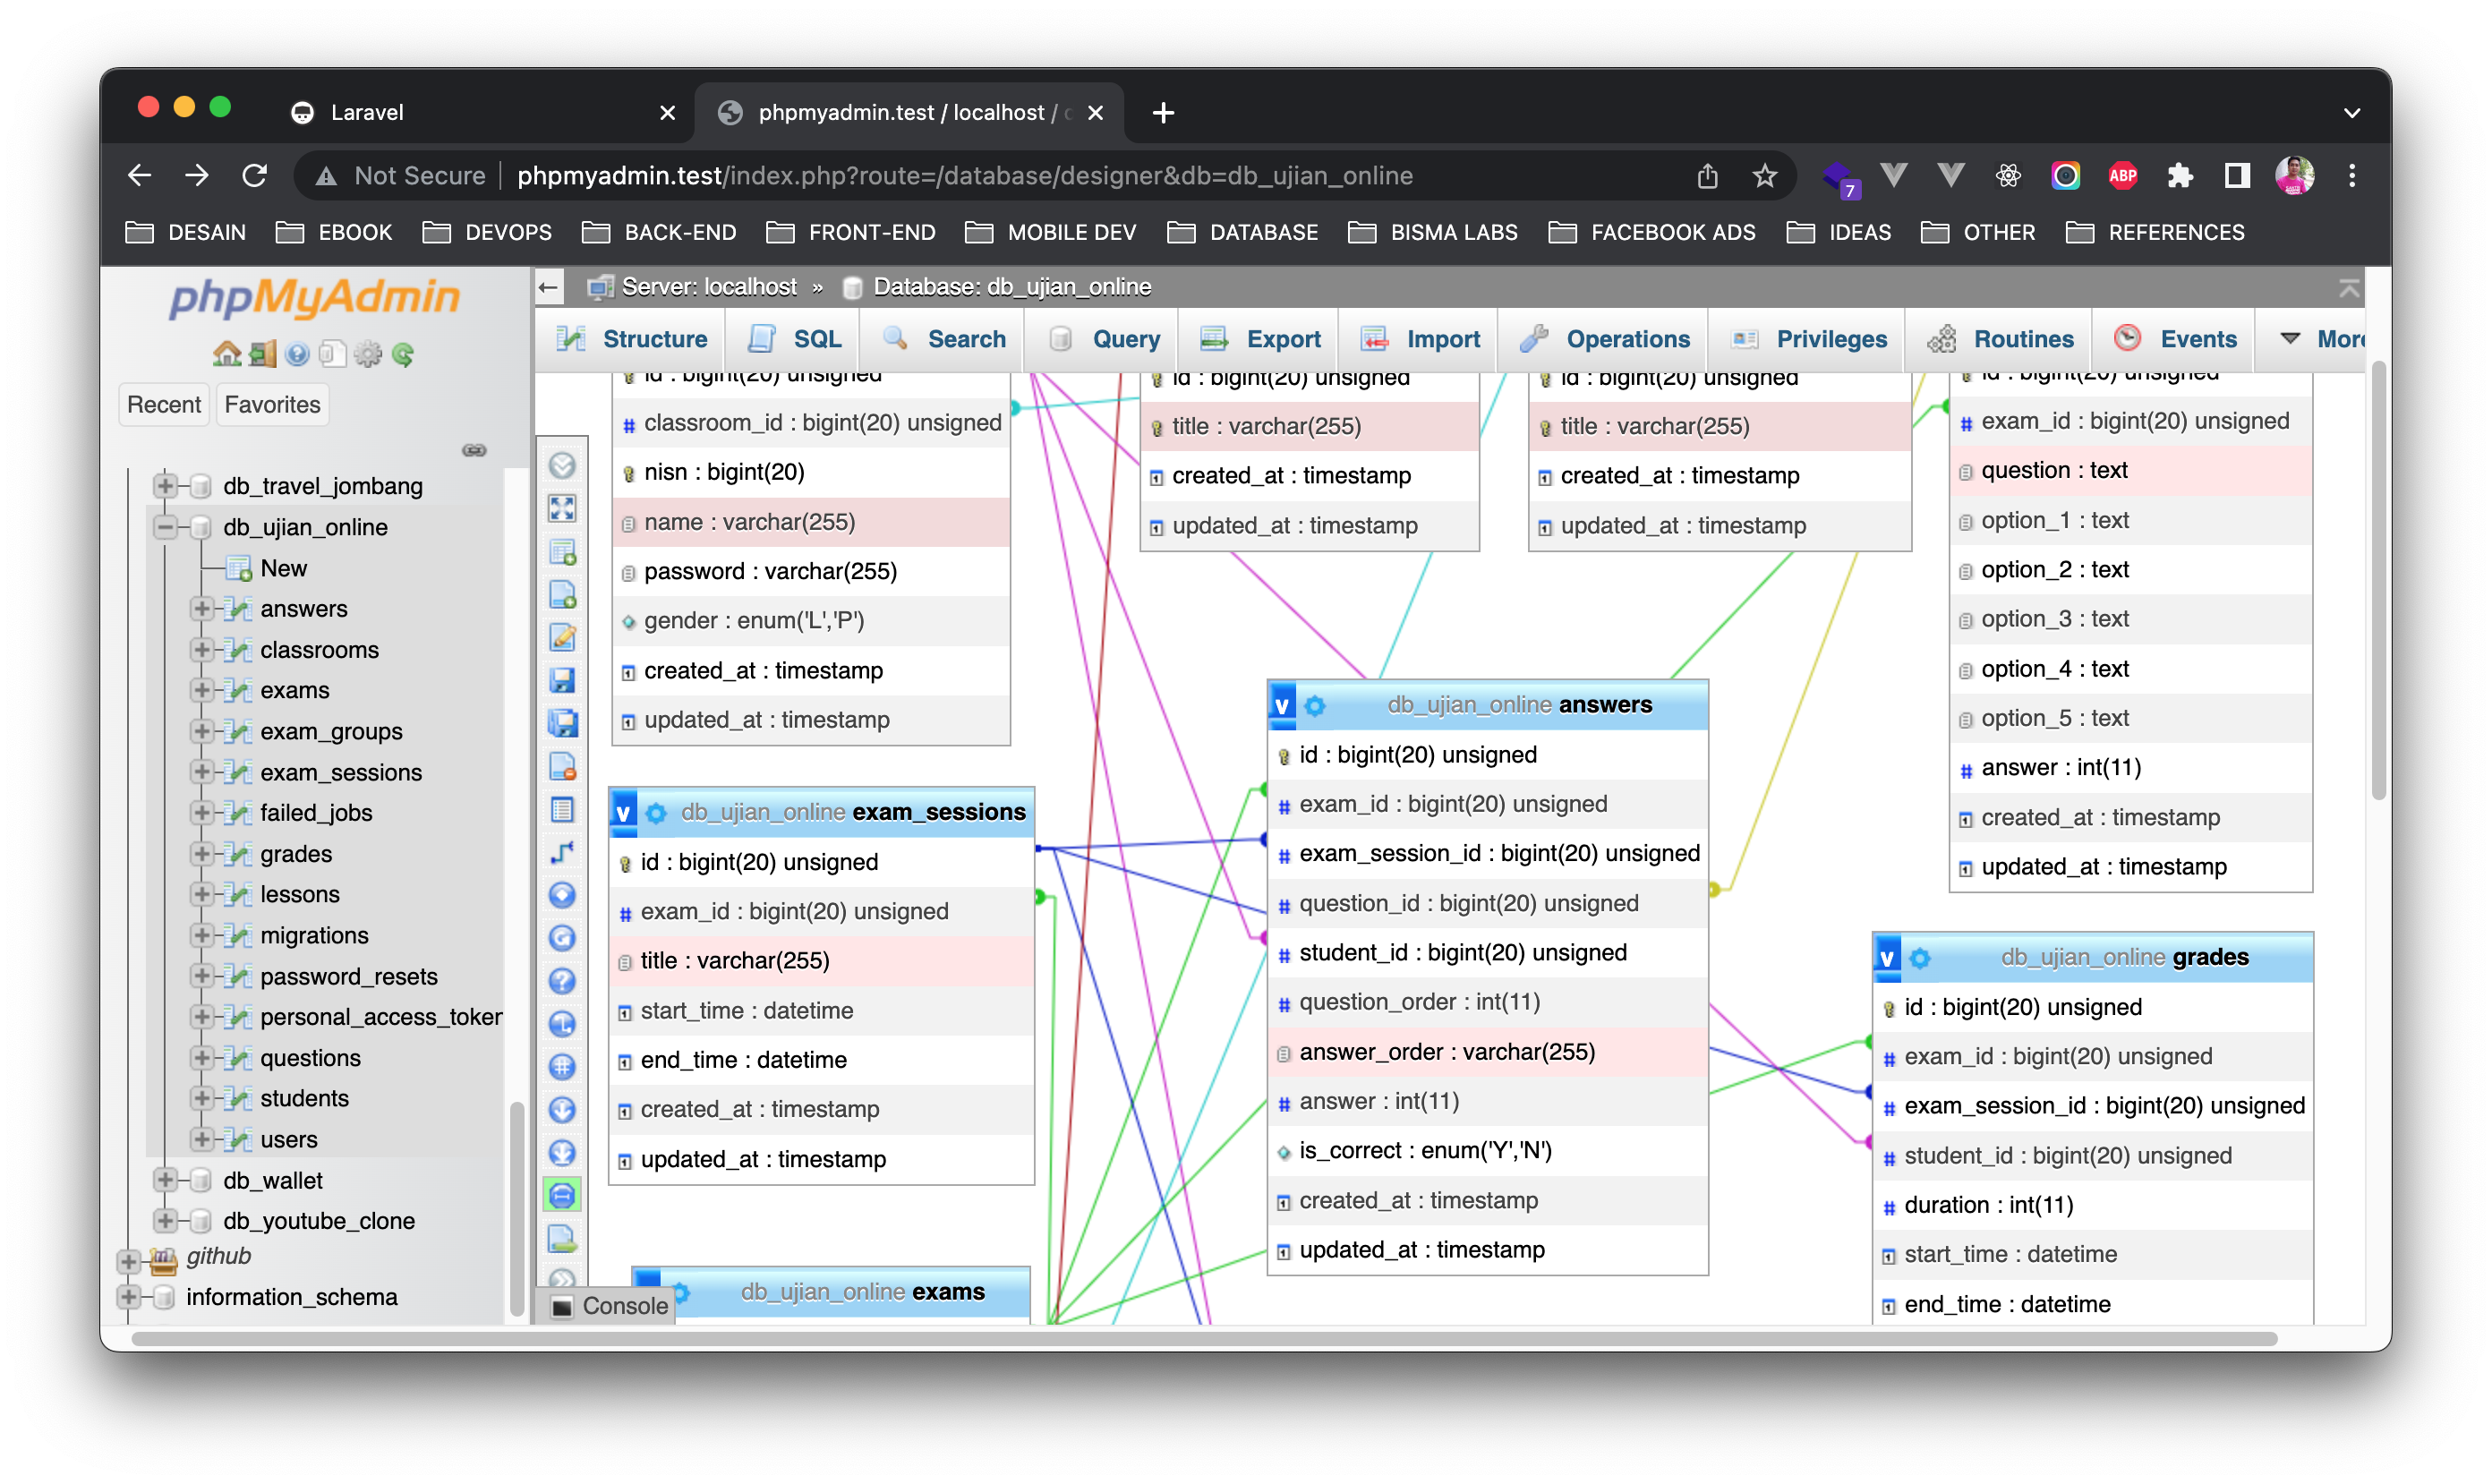 Laravel
phpmyadmin.test / localhost /
Not Secure
phpmyadmin.test/index.php?route=/database/designer&db=db_ujian_online
ABP
7
DESAIN
EBOOK
DEVOPS
BACK-END
FRONT-END
MOBILE DEV
DATABASE
BISMA LABS
FACEBOOK ADS
IDEAS
OTHER
REFERENCES
phpMyAdmin
Recent
Favorites
db_travel_jombang
db_ujian_online
New
answers
classrooms
exams
exam_groups
exam_sessions
failed_jobs
grades
lessons
migrations
password_resets
personal_access_token
questions
students
users
db_wallet
db_youtube_clone
github
information_schema
Server: localhost » Database: db_ujian_online
Structure
SQL
Search
Query
Export
Import
Operations
Privileges
Routines
Events
More
id : bigint(20) unsigned
classroom_id : bigint(20) unsigned
nisn : bigint(20)
name : varchar(255)
password : varchar(255)
gender : enum('L','P')
created_at : timestamp
updated_at : timestamp
id : bigint(20) unsigned
title : varchar(255)
created_at : timestamp
updated_at : timestamp
id : bigint(20) unsigned
title : varchar(255)
created_at : timestamp
updated_at : timestamp
id : bigint(20) unsigned
exam_id : bigint(20) unsigned
question : text
option_1 : text
option_2 : text
option_3 : text
option_4 : text
option_5 : text
answer : int(11)
created_at : timestamp
updated_at : timestamp
v db_ujian_online exam_sessions
id : bigint(20) unsigned
exam_id : bigint(20) unsigned
title : varchar(255)
start_time : datetime
end_time : datetime
created_at : timestamp
updated_at : timestamp
v db_ujian_online answers
id : bigint(20) unsigned
exam_id : bigint(20) unsigned
exam_session_id : bigint(20) unsigned
question_id : bigint(20) unsigned
student_id : bigint(20) unsigned
question_order : int(11)
answer_order : varchar(255)
answer : int(11)
is_correct : enum('Y','N')
created_at : timestamp
updated_at : timestamp
v db_ujian_online grades
id : bigint(20) unsigned
exam_id : bigint(20) unsigned
exam_session_id : bigint(20) unsigned
student_id : bigint(20) unsigned
duration : int(11)
start_time : datetime
end_time : datetime
db_ujian_online exams
Console